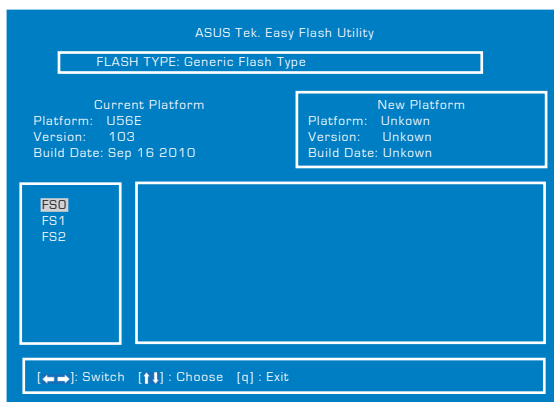 ASUS Tek. Easy Flash Utility
FLASH TYPE: Generic Flash Type
Current Platform
Platform: U56E
Version: 103
Build Date: Sep 16 2010
New Platform
Platform: Unkown
Version: Unkown
Build Date: Unkown
FS0
FS1
FS2
[←→]: Switch [↑↓] : Choose [q] : Exit